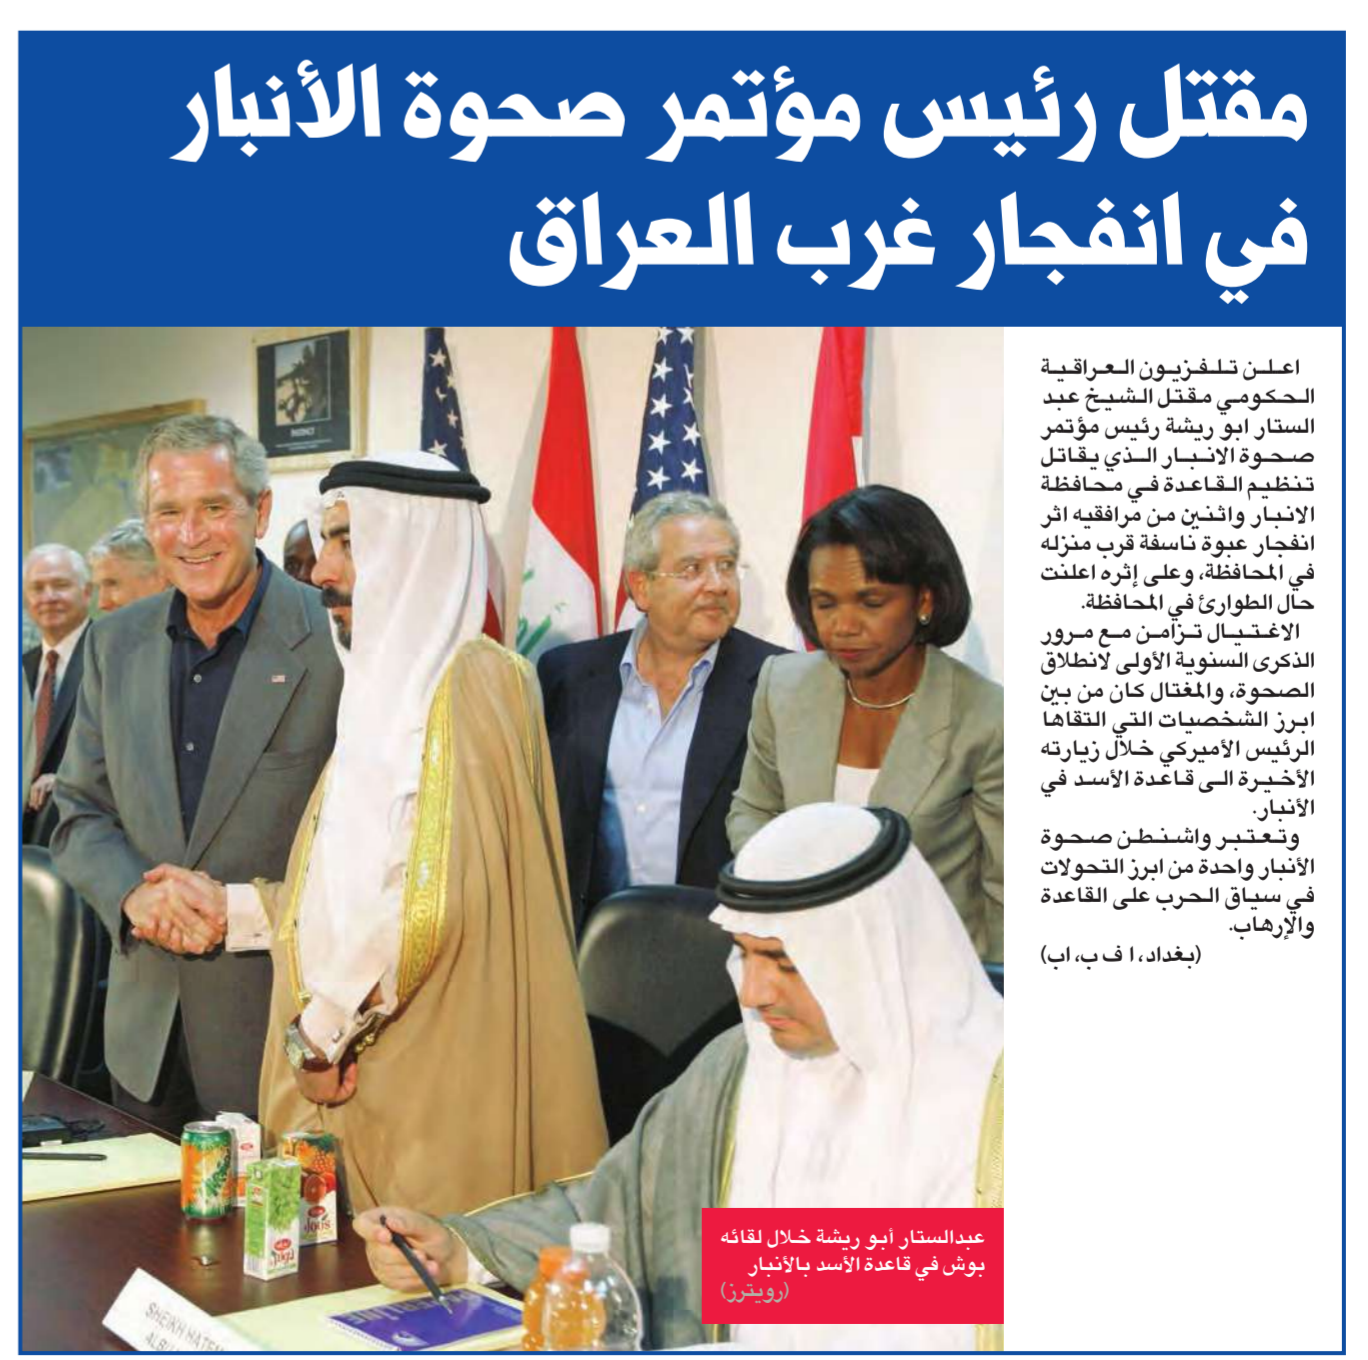 مقتل رئيس مؤتمر صحوة الأنبار
في انفجار غرب العراق
اعلن تلفزيون العراقية
الحكومي مقتل الشيخ عبد
الستار ابو ريشة رئيس مؤتمر
صحوة الانبار الذي يقاتل
تنظيم القاعدة في محافظة
الانبار واثنين من مرافقيه اثر
انفجار عبوة ناسفة قرب منزله
في المحافظة، وعلى إثره اعلنت
حال الطوارئ في المحافظة.
الاغتيال تزامن مع مرور
الذكرى السنوية الأولى لانطلاق
الصحوة، والمغتال كان من بين
ابرز الشخصيات التي التقاها
الرئيس الأميركي خلال زيارته
الأخيرة الى قاعدة الأسد في
الأنبار.
وتعتبر واشنطن صحوة
الأنبار واحدة من ابرز التحولات
في سياق الحرب على القاعدة
والإرهاب.
(بغداد، ا ف ب، اب)
عبدالستار أبو ريشة خلال لقائه
بوش في قاعدة الأسد بالأنبار
(رويترز)
SHEIKH HATEM